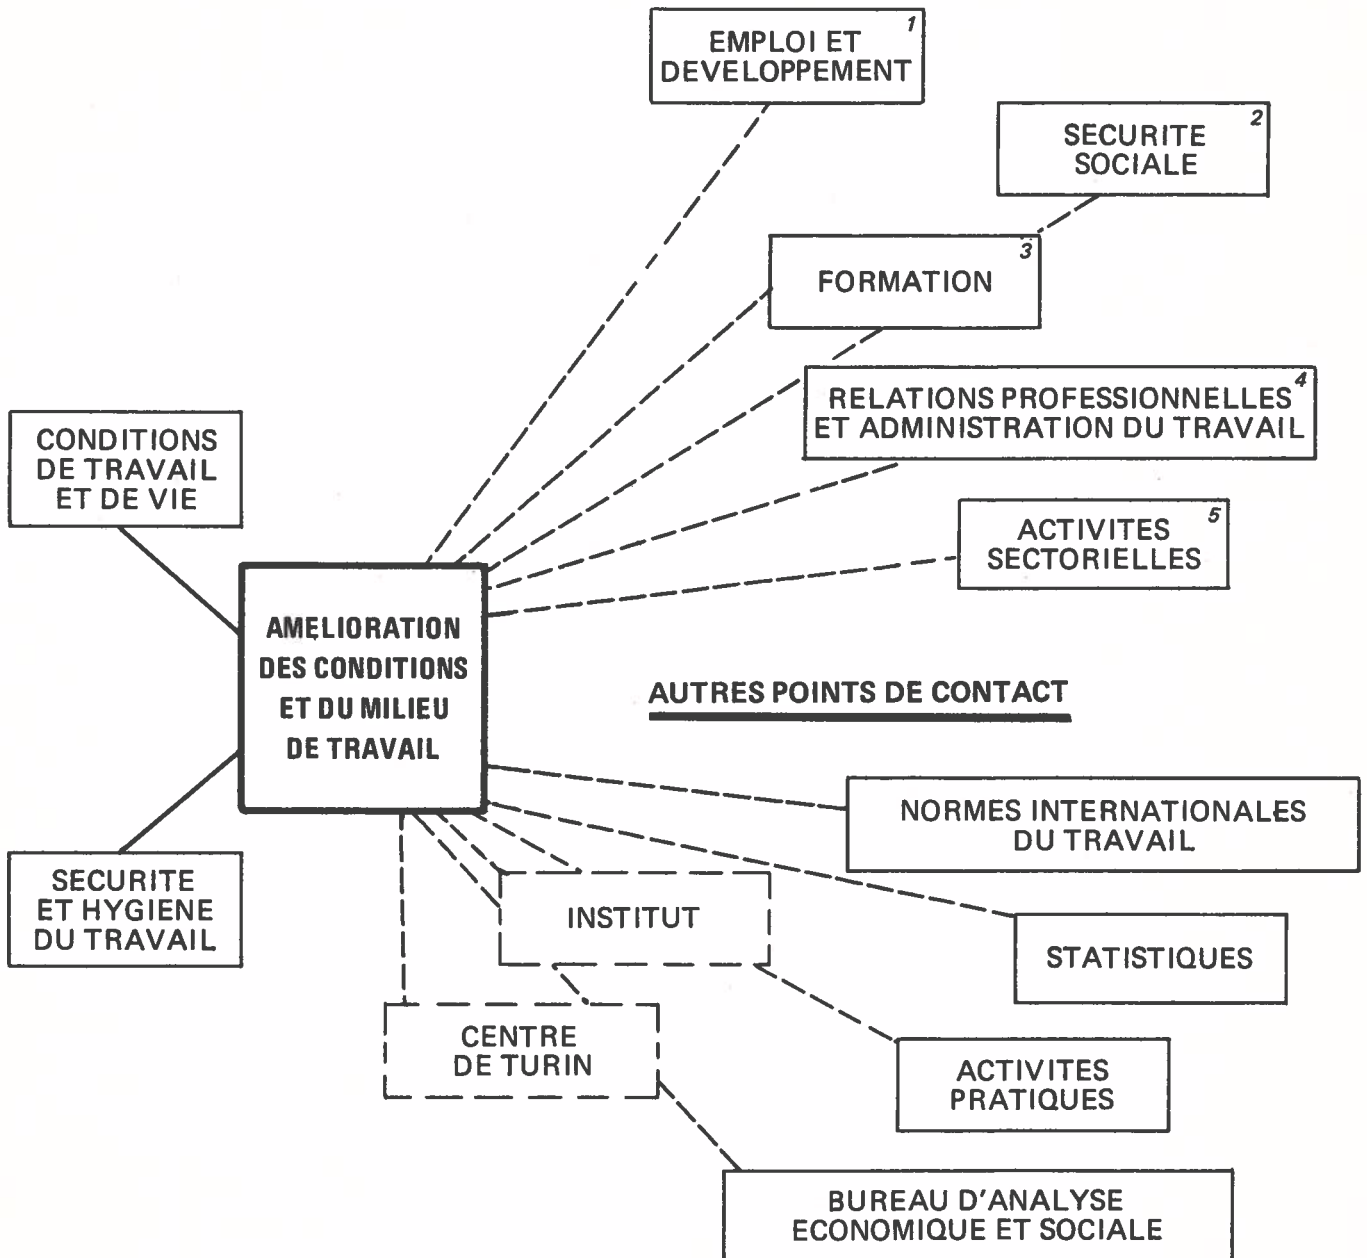 1
EMPLOI ET
DEVELOPPEMENT
2
SECURITE
SOCIALE
3
FORMATION
4
RELATIONS PROFESSIONNELLES
ET ADMINISTRATION DU TRAVAIL
CONDITIONS
DE TRAVAIL
ET DE VIE
5
ACTIVITES
SECTORIELLES
AMELIORATION
DES CONDITIONS
ET DU MILIEU
DE TRAVAIL
AUTRES POINTS DE CONTACT
NORMES INTERNATIONALES
DU TRAVAIL
SECURITE
ET HYGIENE
DU TRAVAIL
INSTITUT
STATISTIQUES
CENTRE
DE TURIN
ACTIVITES
PRATIQUES
BUREAU D'ANALYSE
ECONOMIQUE ET SOCIALE